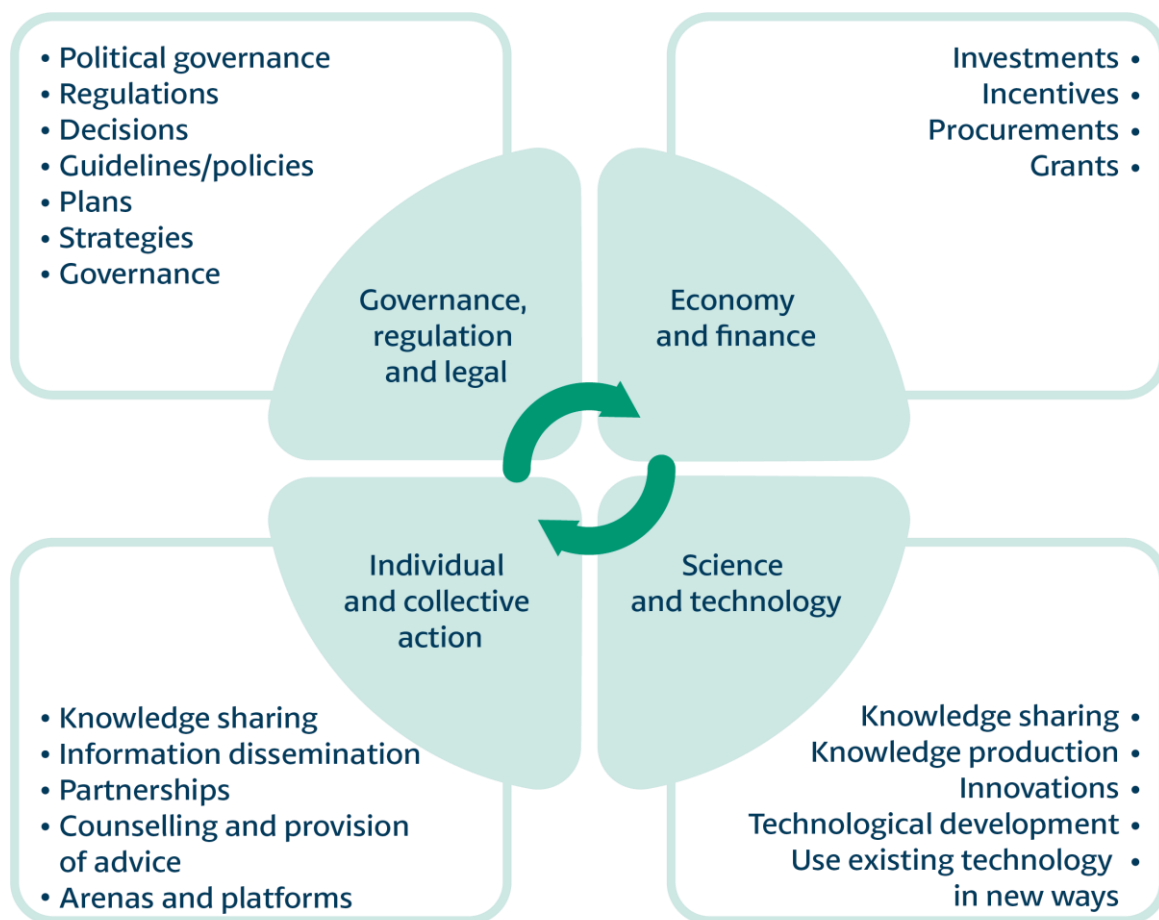 • Political governance
• Regulations
• Decisions
• Guidelines/policies
• Plans
• Strategies
• Governance
Investments •
Incentives •
Procurements •
Grants •
Governance,
regulation
and legal
Economy
and finance
Individual
and collective
action
Science
and technology
• Knowledge sharing
• Information dissemination
• Partnerships
• Counselling and provision
of advice
• Arenas and platforms
Knowledge sharing •
Knowledge production •
Innovations •
Technological development •
Use existing technology •
in new ways